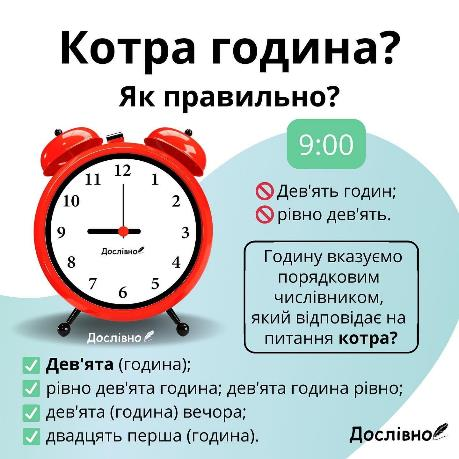 Котра година?
Як правильно?
9:00
Дев'ять годин;
рівно дев'ять.
12
11
1
10
2
9
3
8
4
7
5
6
Дослівно
Дослівно
Годину вказуємо
порядковим
числівником,
який відповідає на
питання котра?
Дев'ята (година);
рівно дев'ята година; дев'ята година рівно;
дев'ята (година) вечора;
двадцять перша (година).
Дослівно